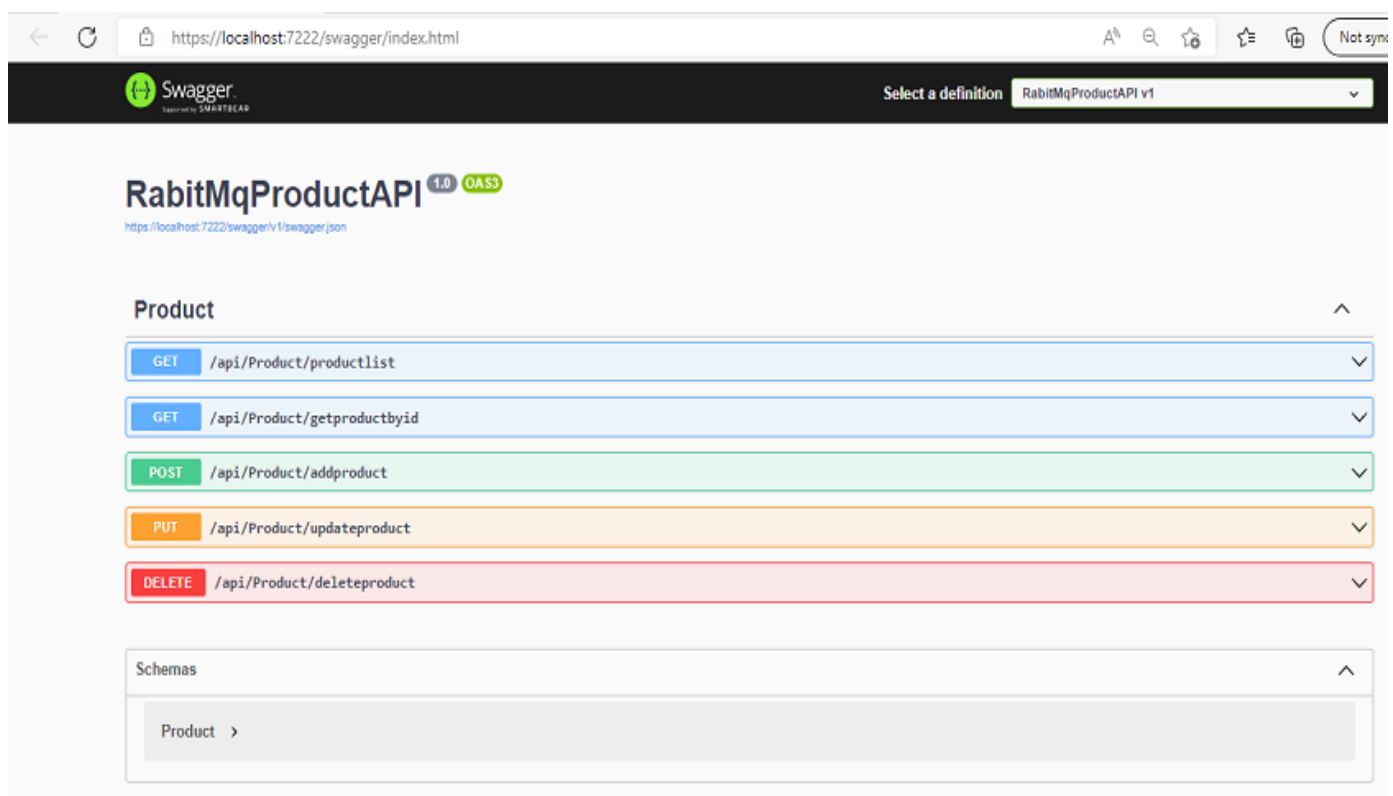 https://localhost:7222/swagger/index.html
Not sync
Swagger.
Supported by SMARTBEAR
Select a definition
RabitMqProductAPI v1
RabitMqProductAPI 1.0 OAS3
https://localhost:7222/swagger/v1/swagger.json
Product
GET /api/Product/productlist
GET /api/Product/getproductbyid
POST /api/Product/addproduct
PUT /api/Product/updateproduct
DELETE /api/Product/deleteproduct
Schemas
Product